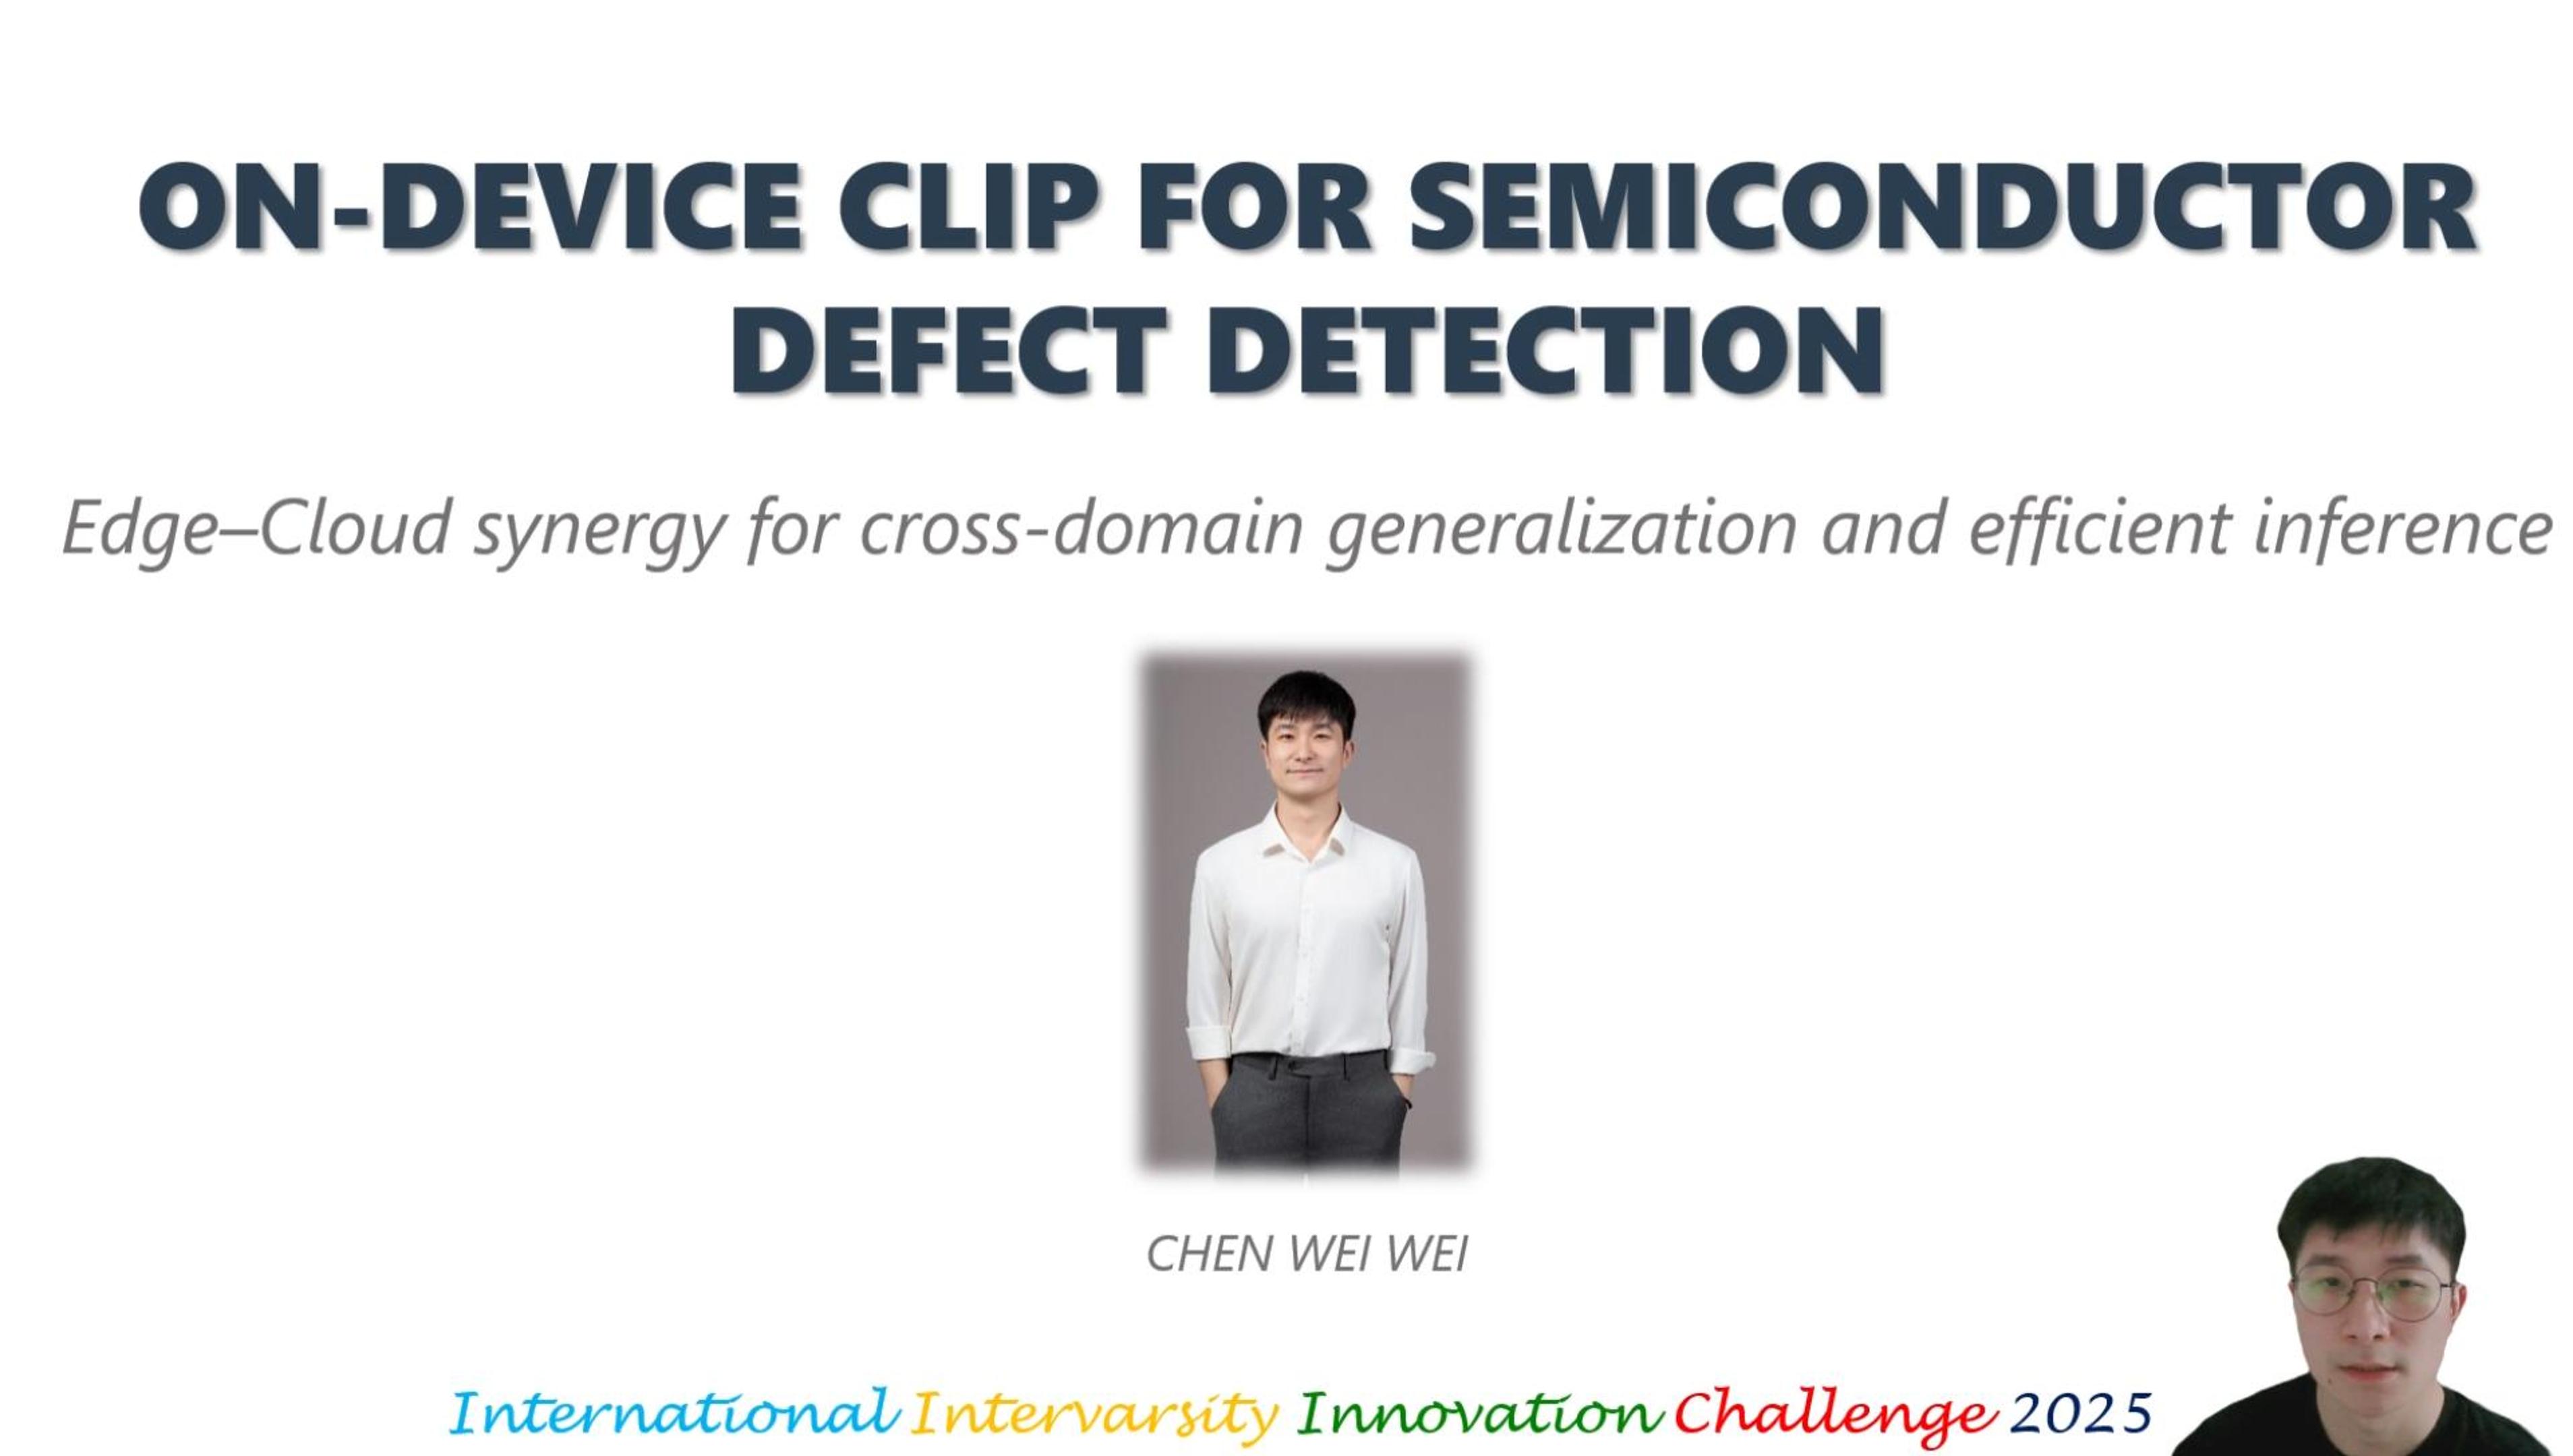 ON-DEVICE CLIP FOR SEMICONDUCTOR
DEFECT DETECTION
Edge–Cloud synergy for cross-domain generalization and efficient inference
CHEN WEI WEI
International Intervarsity Innovation Challenge 2025